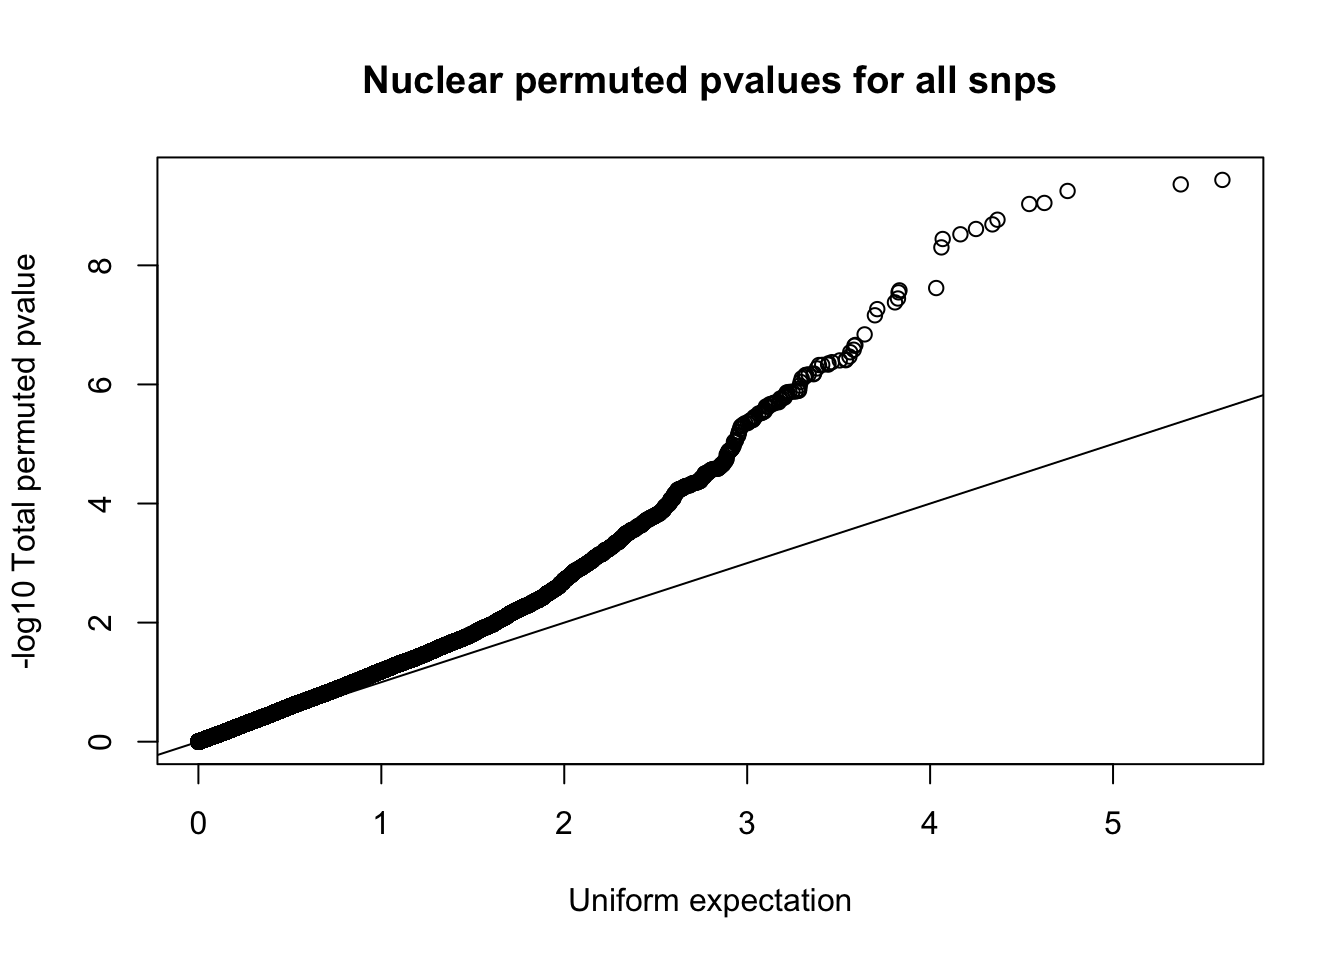 Nuclear permuted pvalues for all snps
-log10 Total permuted pvalue
8
6
4
2
0
0 1 2 3 4 5
Uniform expectation